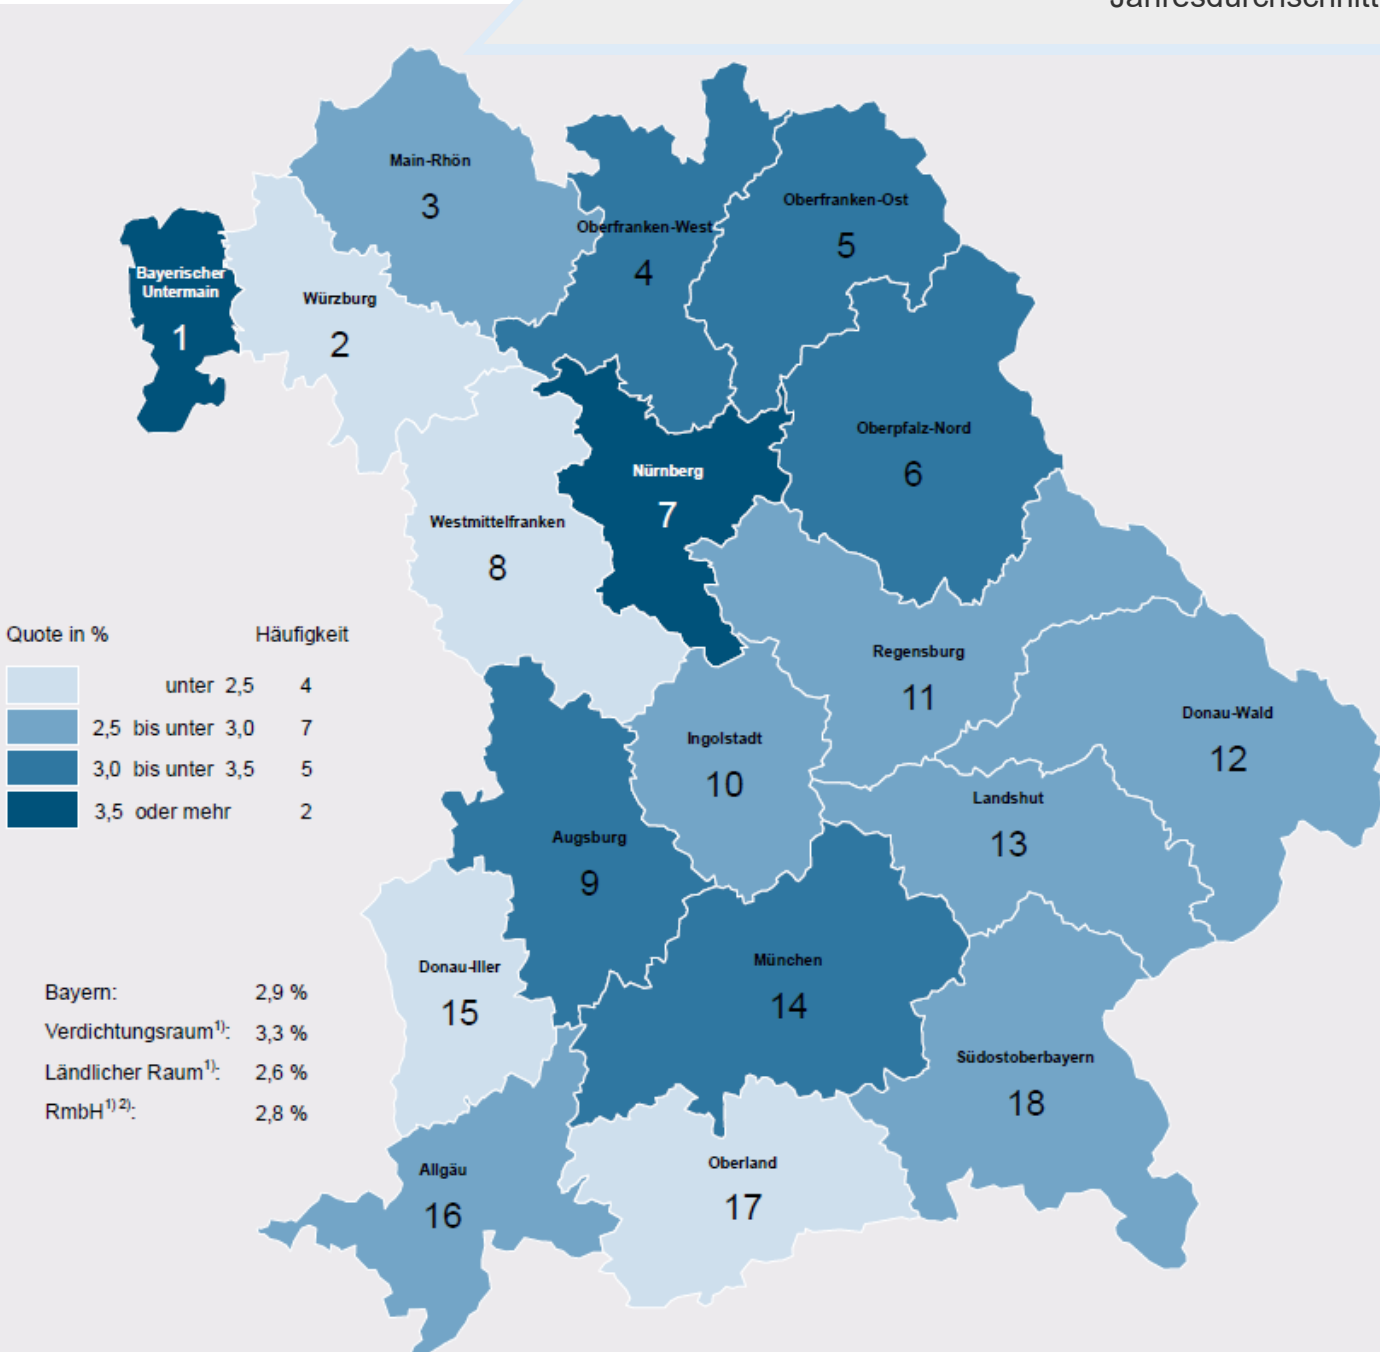 Jahresdurchschnitt
Main-Rhön
3
Oberfranken-West
4
Oberfranken-Ost
5
Bayerischer
Untermain
1
Würzburg
2
Oberpfalz-Nord
6
Nürnberg
7
Westmittelfranken
8
Regensburg
11
Donau-Wald
12
Ingolstadt
10
Landshut
13
Augsburg
9
München
14
Donau-Iller
15
Südostoberbayern
18
Allgäu
16
Oberland
17
Quote in % Häufigkeit
unter 2,5 4
2,5 bis unter 3,0 7
3,0 bis unter 3,5 5
3,5 oder mehr 2
Bayern: 2,9 %
Verdichtungsraum¹⁾: 3,3 %
Ländlicher Raum¹⁾: 2,6 %
RmbH¹⁾ ²⁾: 2,8 %